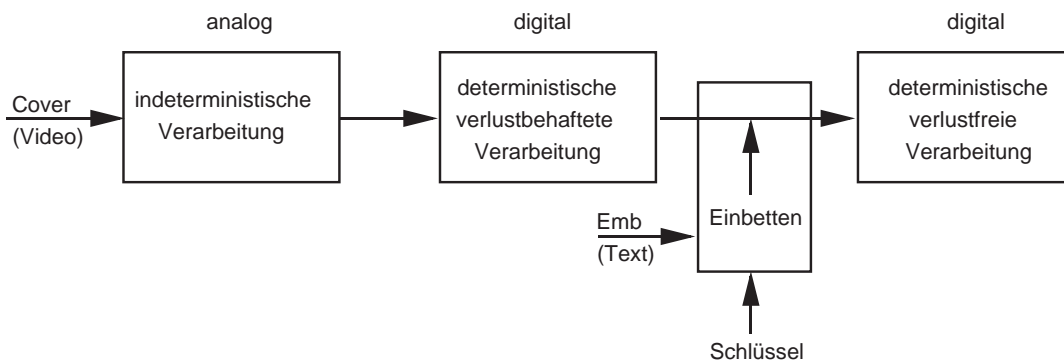 analog
digital
digital
Cover
(Video)
indeterministische
Verarbeitung
deterministische
verlustbehaftete
Verarbeitung
deterministische
verlustfreie
Verarbeitung
Emb
(Text)
Einbetten
Schlüssel